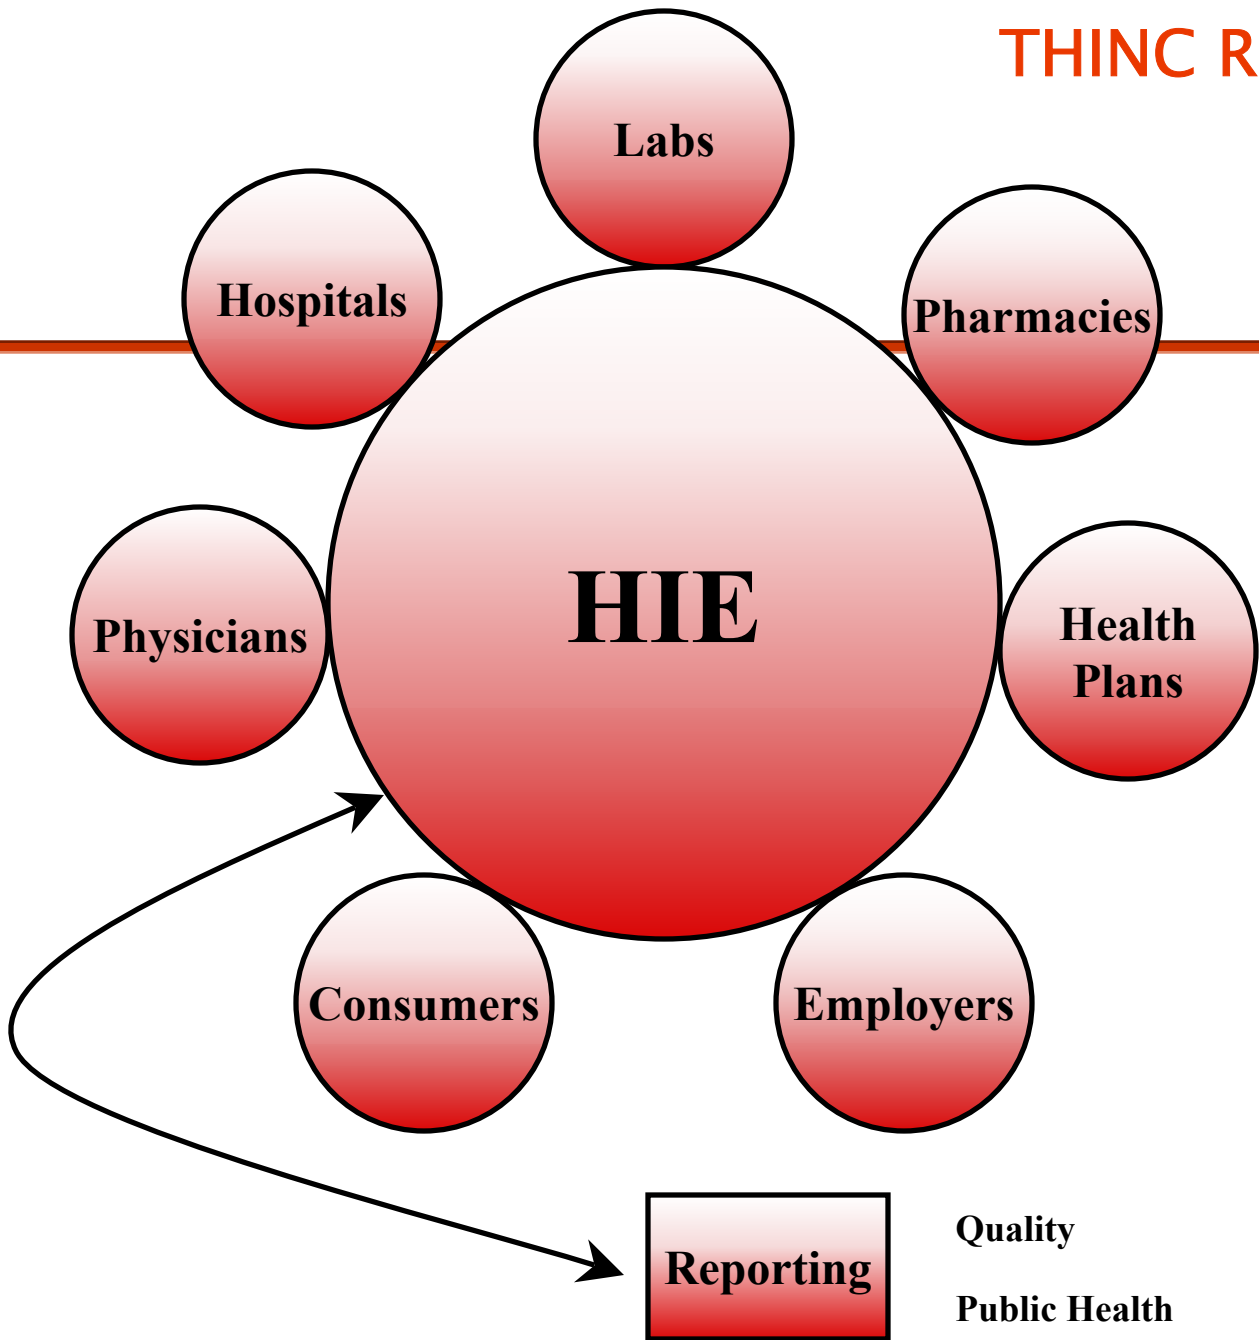 THINC R
Labs
Hospitals
Pharmacies
HIE
Physicians
Health
Plans
Consumers
Employers
Reporting
Quality
Public Health